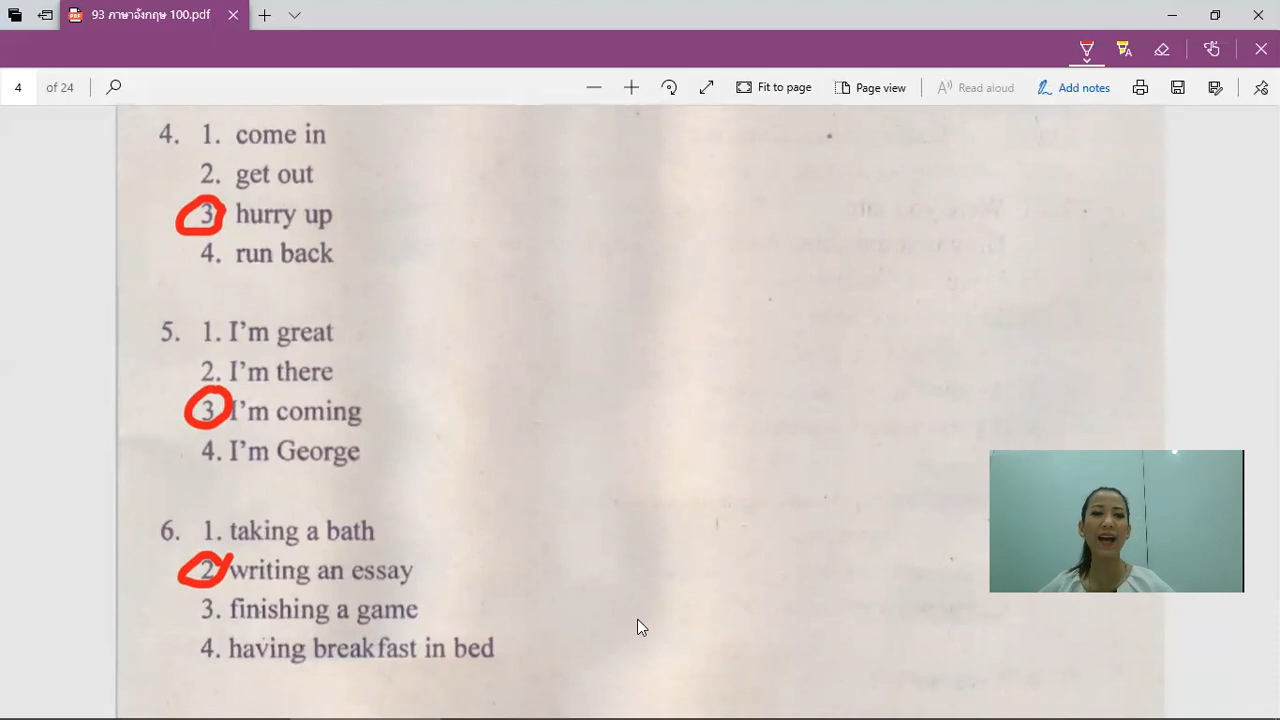 93 ภาษาอังกฤษ 100.pdf
4 of 24
Fit to page
Page view
Read aloud
Add notes
4. 1. come in
2. get out
3 hurry up
4. run back
5. 1. I'm great
2. I'm there
3. I'm coming
4. I'm George
6. 1. taking a bath
2. writing an essay
3. finishing a game
4. having breakfast in bed